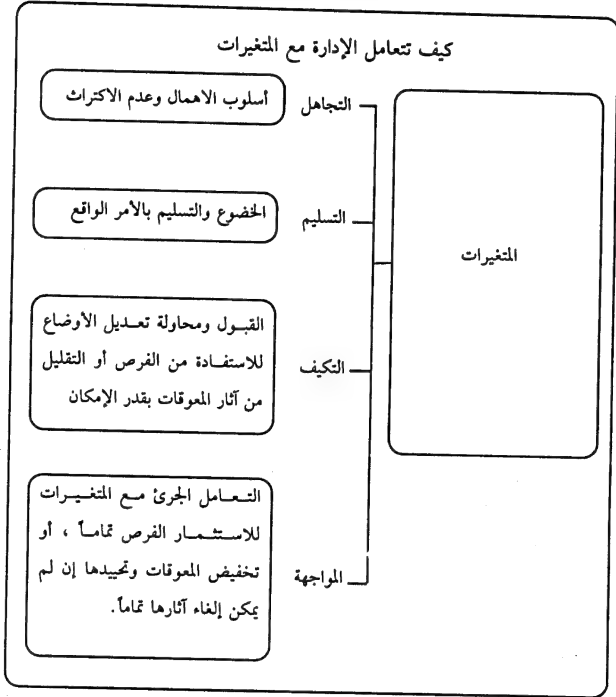 كيف تتعامل الإدارة مع المتغيرات
المتغيرات
التجاهل
أسلوب الاهمال وعدم الاكتراث
التسليم
الخضوع والتسليم بالأمر الواقع
التكيف
القبول ومحاولة تعديل الأوضاع
للاستفادة من الفرص أو التقليل
من آثار المعوقات بقدر الإمكان
المواجهة
التعامل الجرئ مع المتغيرات
للاستثمار الفرص تماماً ، أو
تخفيض المعوقات وتحييدها إن لم
يمكن إلغاء آثارها تماماً.